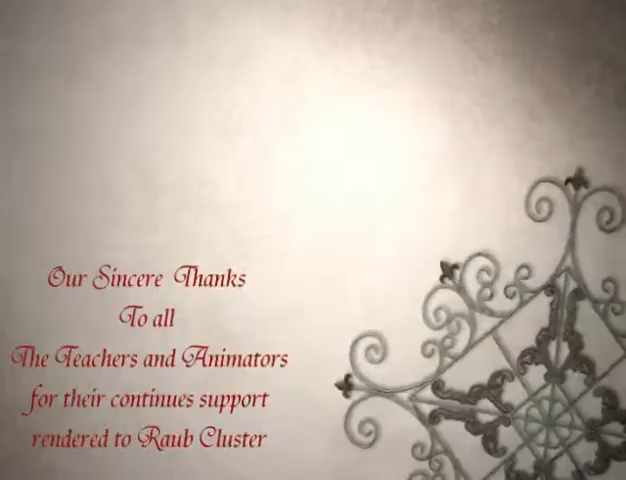 Our Sincere Thanks
To all
The Teachers and Animators
for their continues support
rendered to Raub Cluster